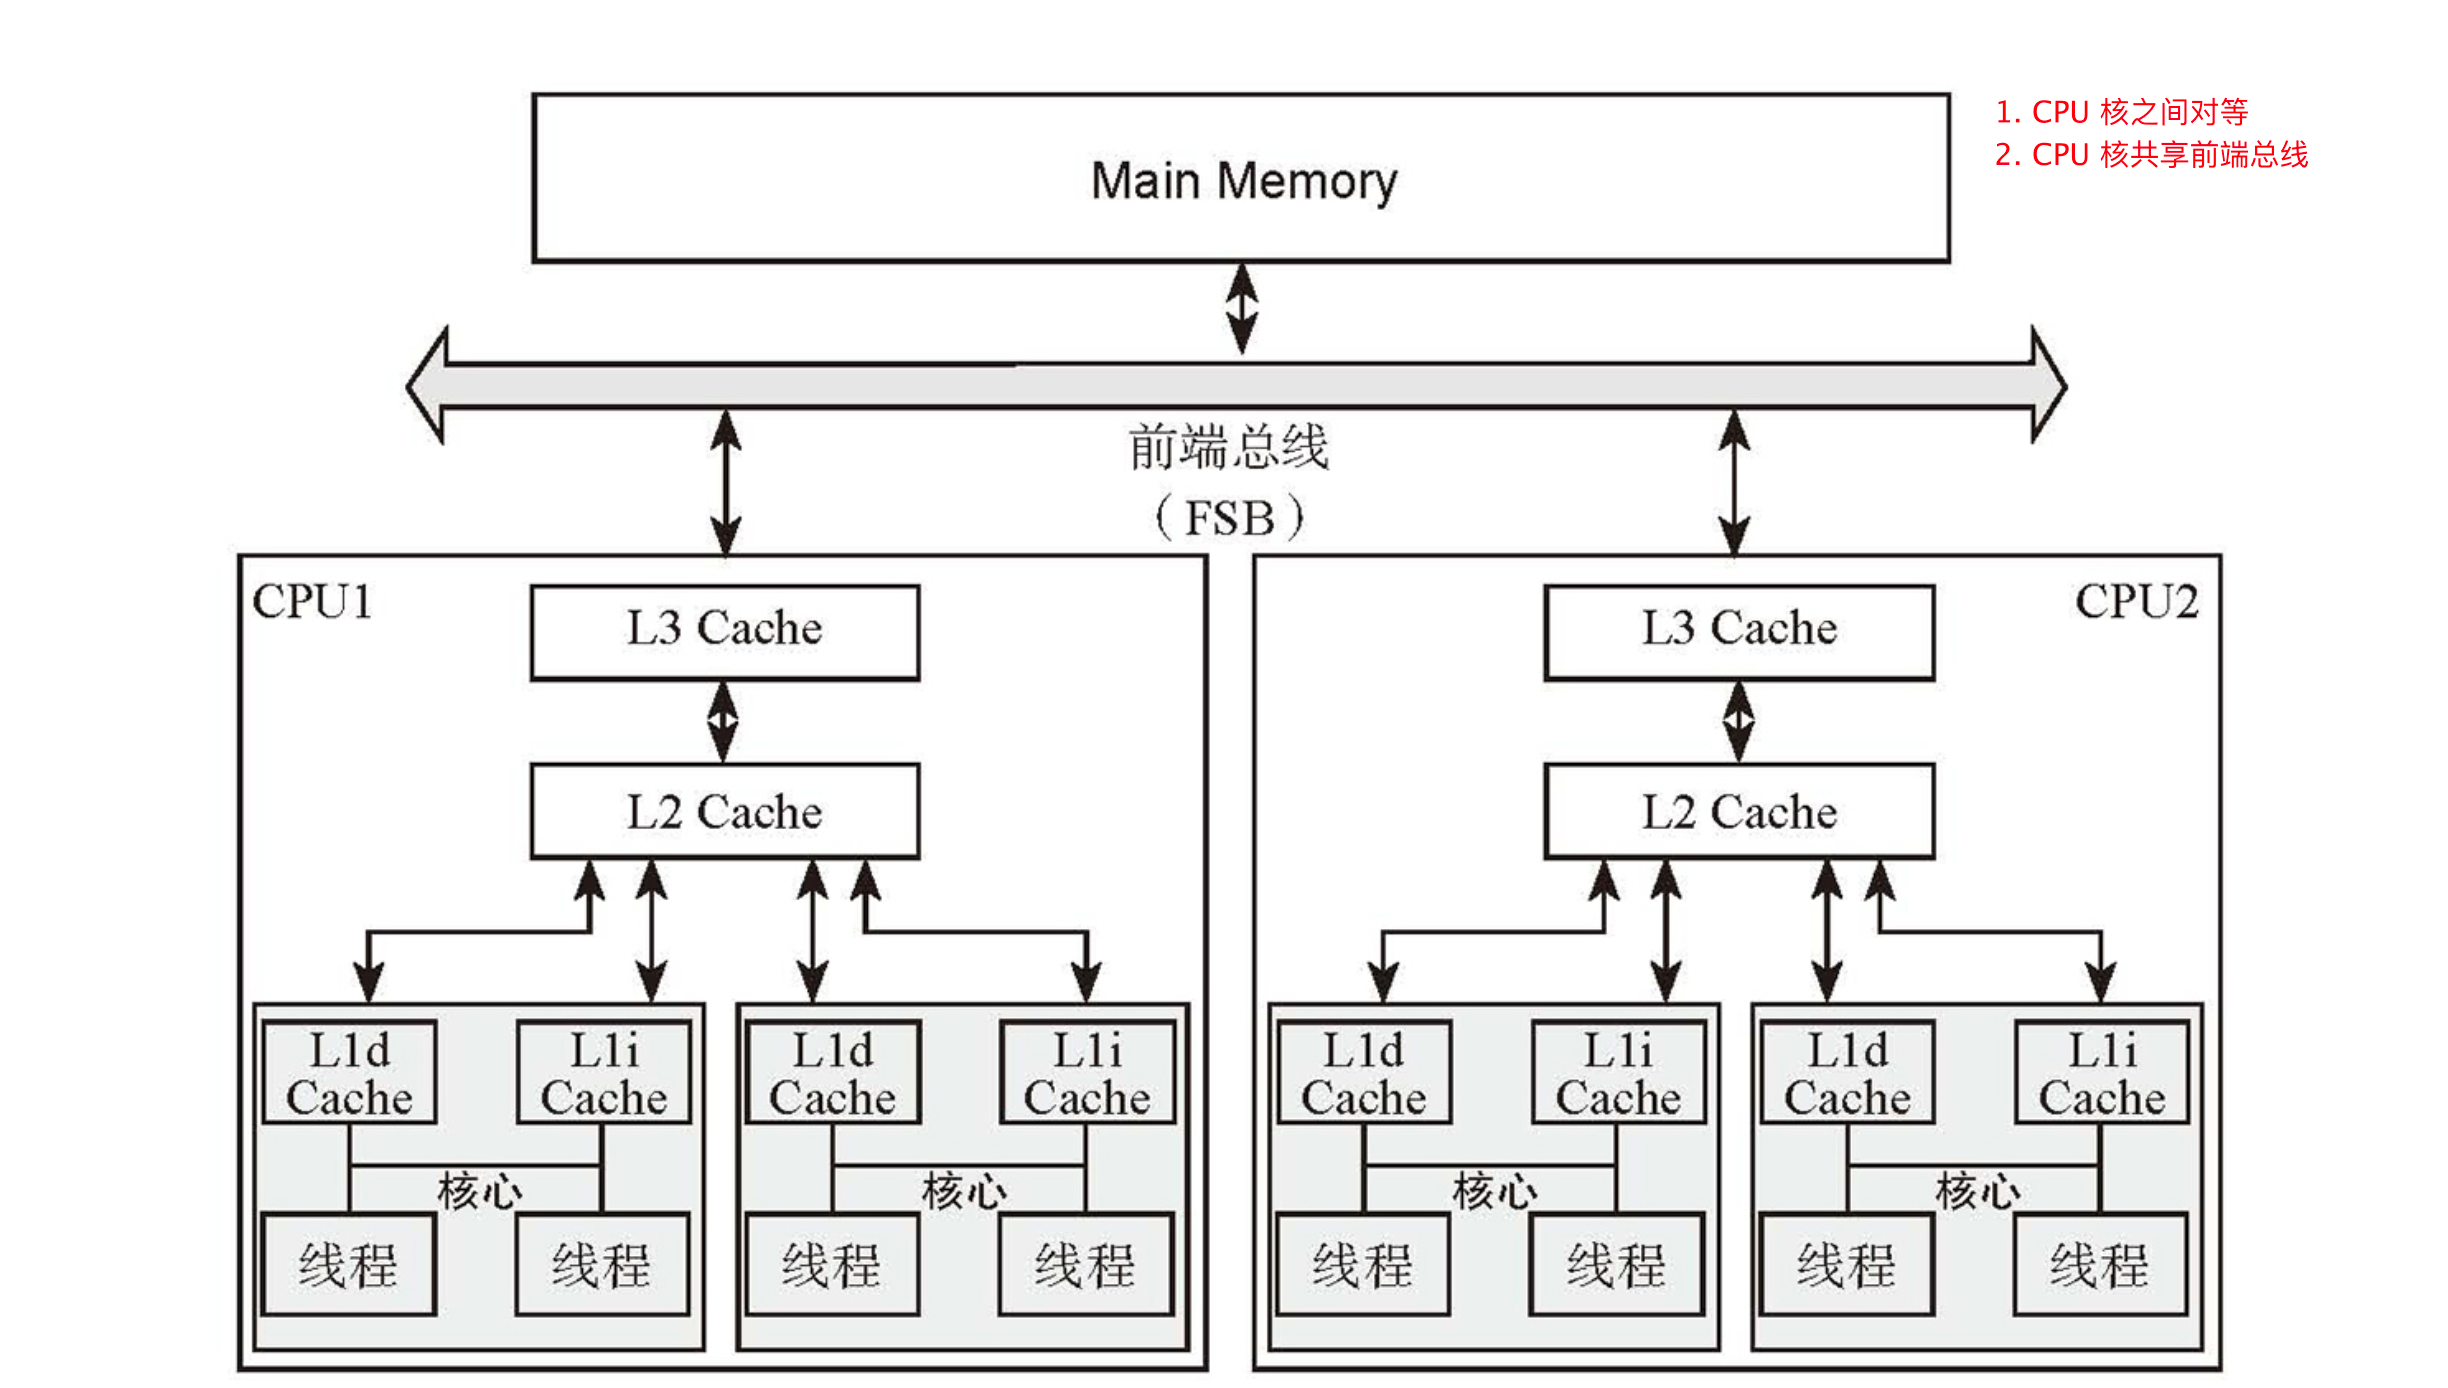 1. CPU 核之间对等
2. CPU 核共享前端总线
Main Memory
前端总线
（FSB）
CPU1
L3 Cache
L2 Cache
L1d
Cache
L1i
Cache
核心
线程
线程
L1d
Cache
L1i
Cache
核心
线程
线程
CPU2
L3 Cache
L2 Cache
L1d
Cache
L1i
Cache
核心
线程
线程
L1d
Cache
L1i
Cache
核心
线程
线程